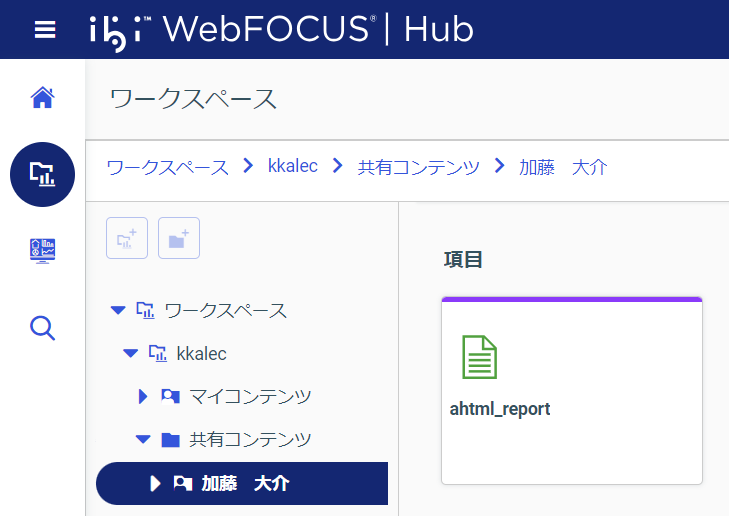 ibi™ WebFOCUS® | Hub
ワークスペース
ワークスペース > kkalec > 共有コンテンツ > 加藤　大介
項目
ワークスペース
kkalec
マイコンテンツ
共有コンテンツ
加藤　大介
ahtml_report